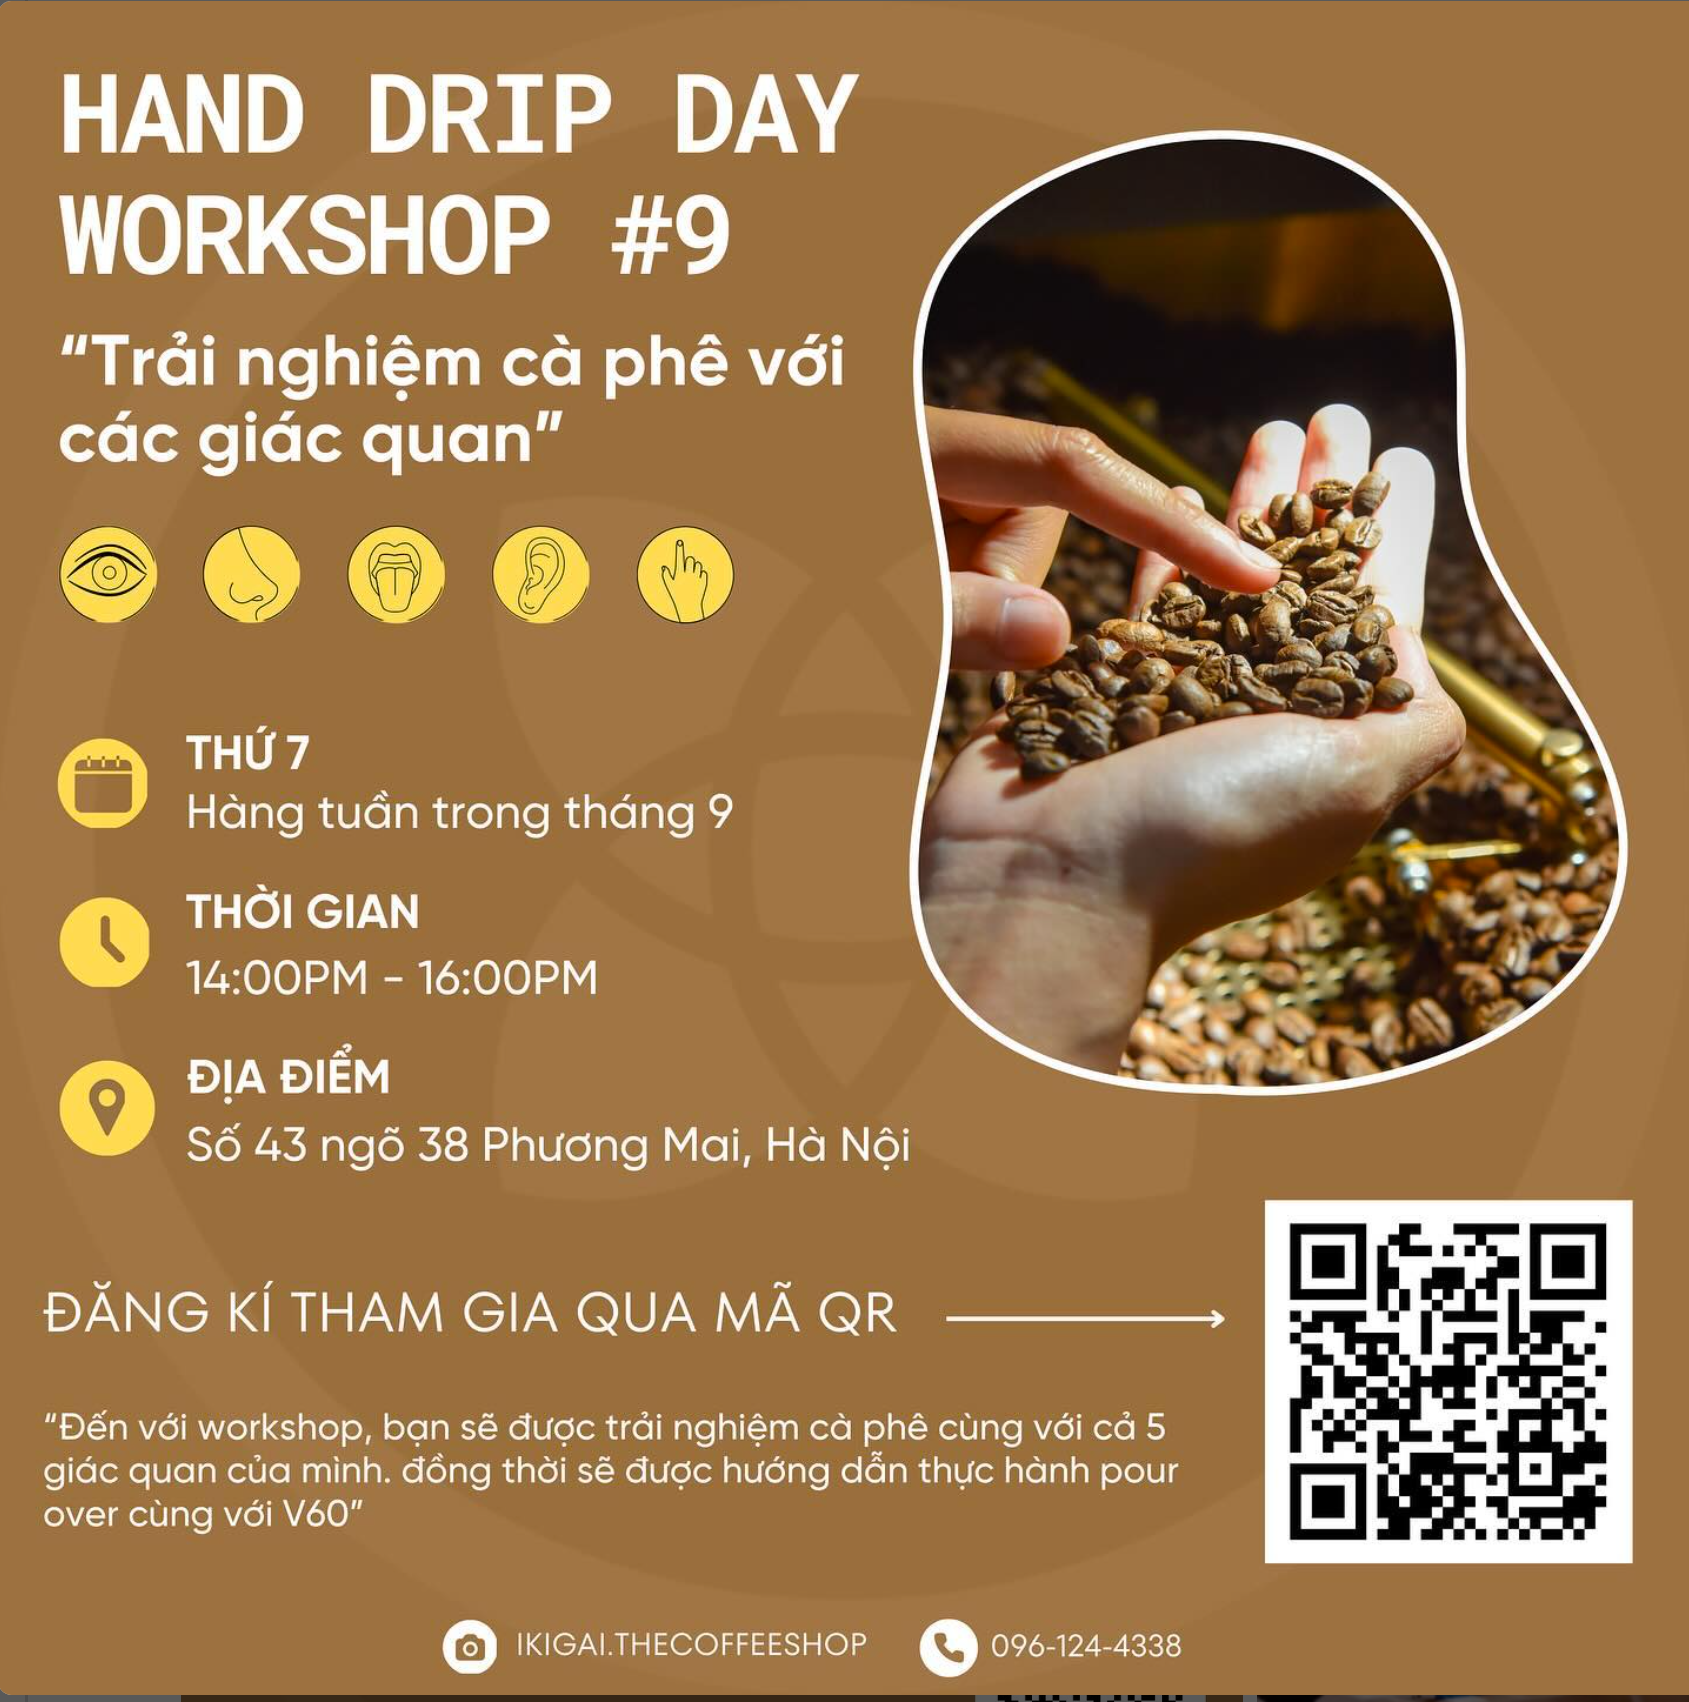 HAND DRIP DAY
WORKSHOP #9
“Trải nghiệm cà phê với
các giác quan”
THỨ 7
Hàng tuần trong tháng 9
THỜI GIAN
14:00PM - 16:00PM
ĐỊA ĐIỂM
Số 43 ngõ 38 Phương Mai, Hà Nội
ĐĂNG KÍ THAM GIA QUA MÃ QR
“Đến với workshop, bạn sẽ được trải nghiệm cà phê cùng với cả 5
giác quan của mình. đồng thời sẽ được hướng dẫn thực hành pour
over cùng với V60”
IKIGAI.THECOFFEESHOP
096-124-4338